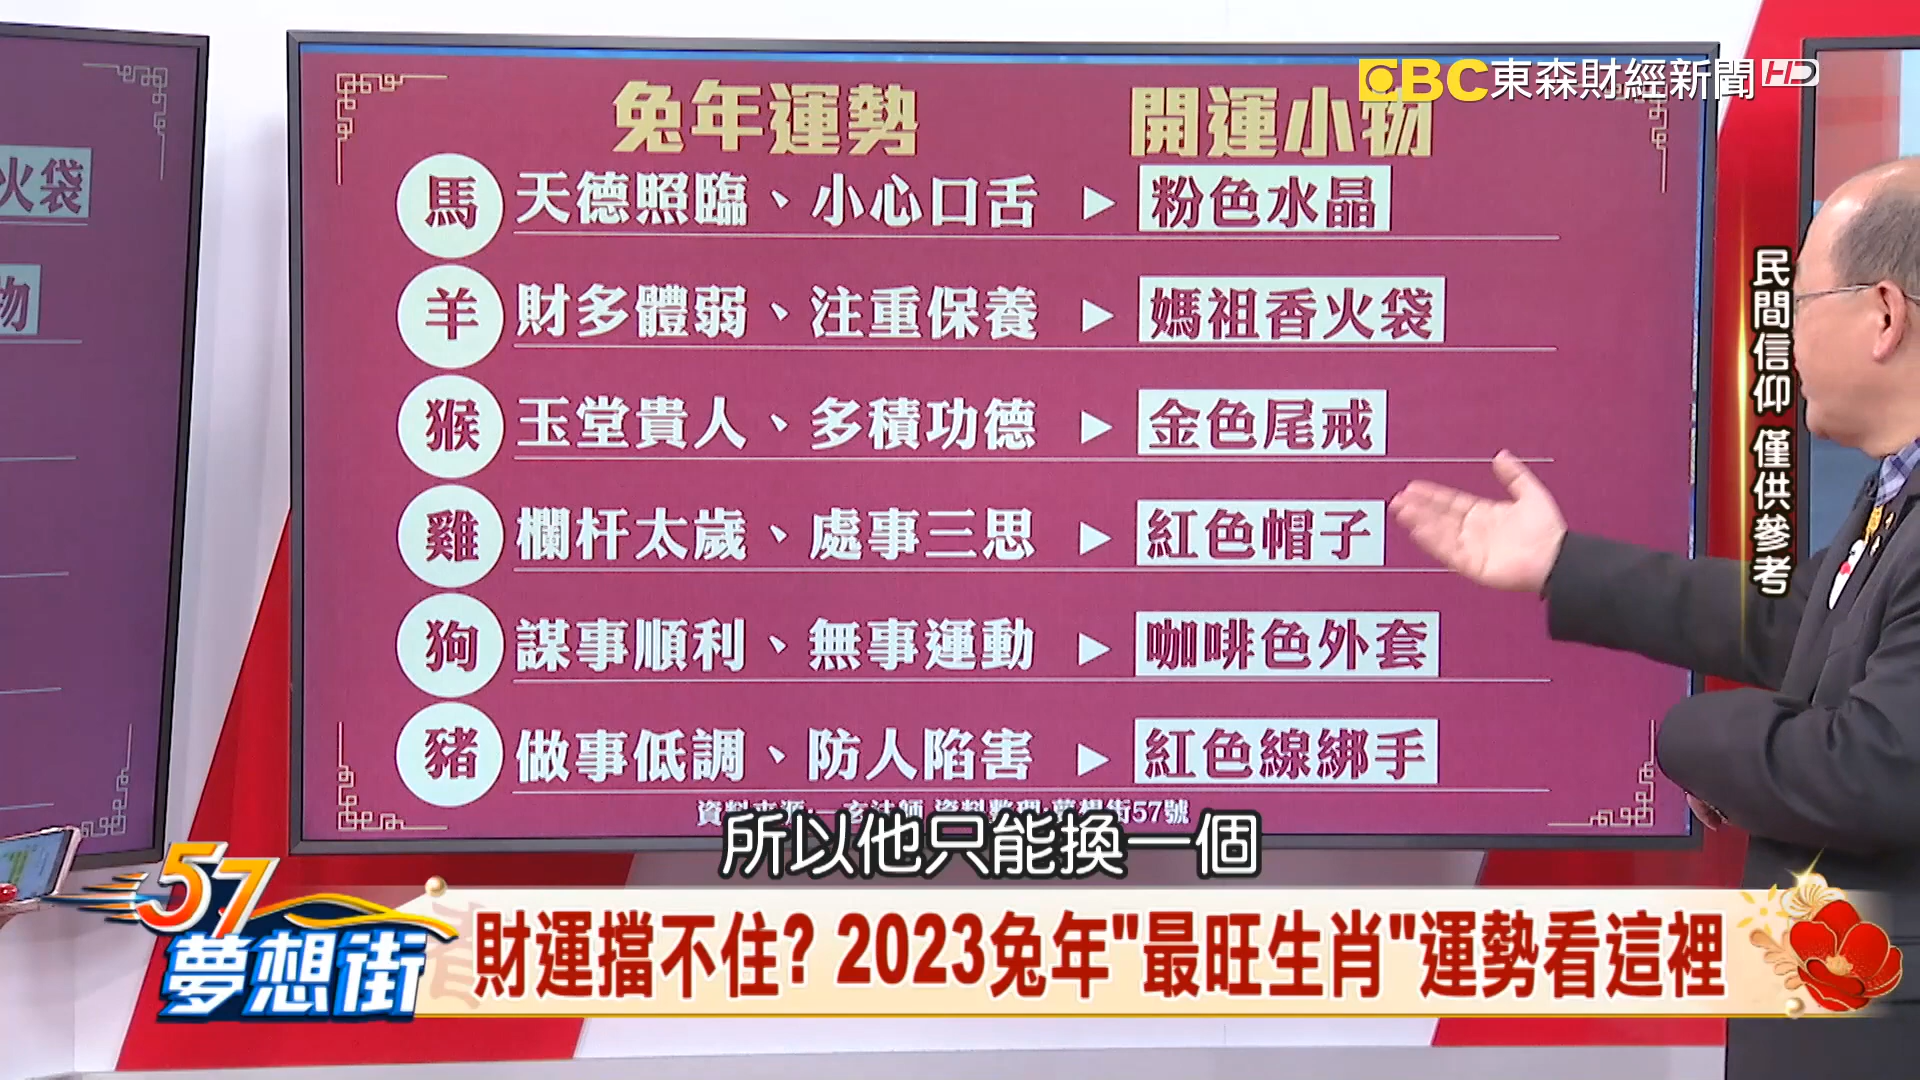 EBC 東森財經新聞 HD
兔年運勢 開運小物
馬 天德照臨、小心口舌 ▶ 粉色水晶
羊 財多體弱、注重保養 ▶ 媽祖香火袋
猴 玉堂貴人、多積功德 ▶ 金色尾戒
雞 欄杆太歲、處事三思 ▶ 紅色帽子
狗 謀事順利、無事運動 ▶ 咖啡色外套
豬 做事低調、防人陷害 ▶ 紅色線綁手
火袋
物
民間信仰 僅供參考
所以他只能換一個
57夢想街
財運擋不住? 2023兔年"最旺生肖"運勢看這裡